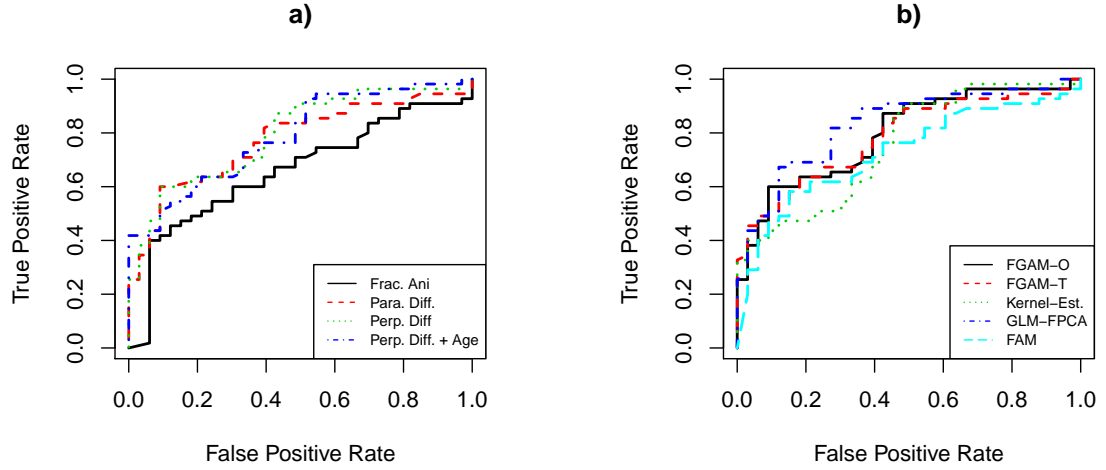 a)
True Positive Rate
1.0
0.8
0.6
0.4
0.2
0.0
Frac. Ani
Para. Diff.
Perp. Diff
Perp. Diff. + Age
0.0 0.2 0.4 0.6 0.8 1.0
False Positive Rate
b)
True Positive Rate
1.0
0.8
0.6
0.4
0.2
0.0
FGAM−O
FGAM−T
Kernel−Est.
GLM−FPCA
FAM
0.0 0.2 0.4 0.6 0.8 1.0
False Positive Rate